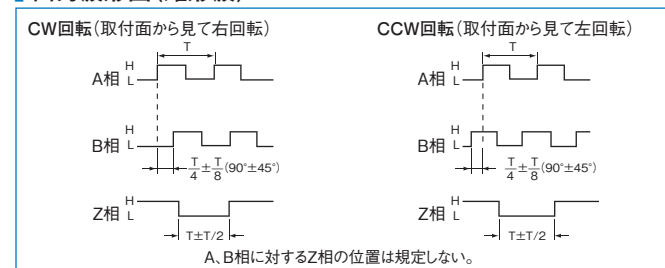 CW回転(取付面から見て右回転)
T
A相 H L
B相 H L
T/4±T/8(90°±45°)
Z相 H L
T±T/2
CCW回転(取付面から見て左回転)
T
A相 H L
B相 H L
T/4±T/8(90°±45°)
Z相 H L
T±T/2
A、B相に対するZ相の位置は規定しない。